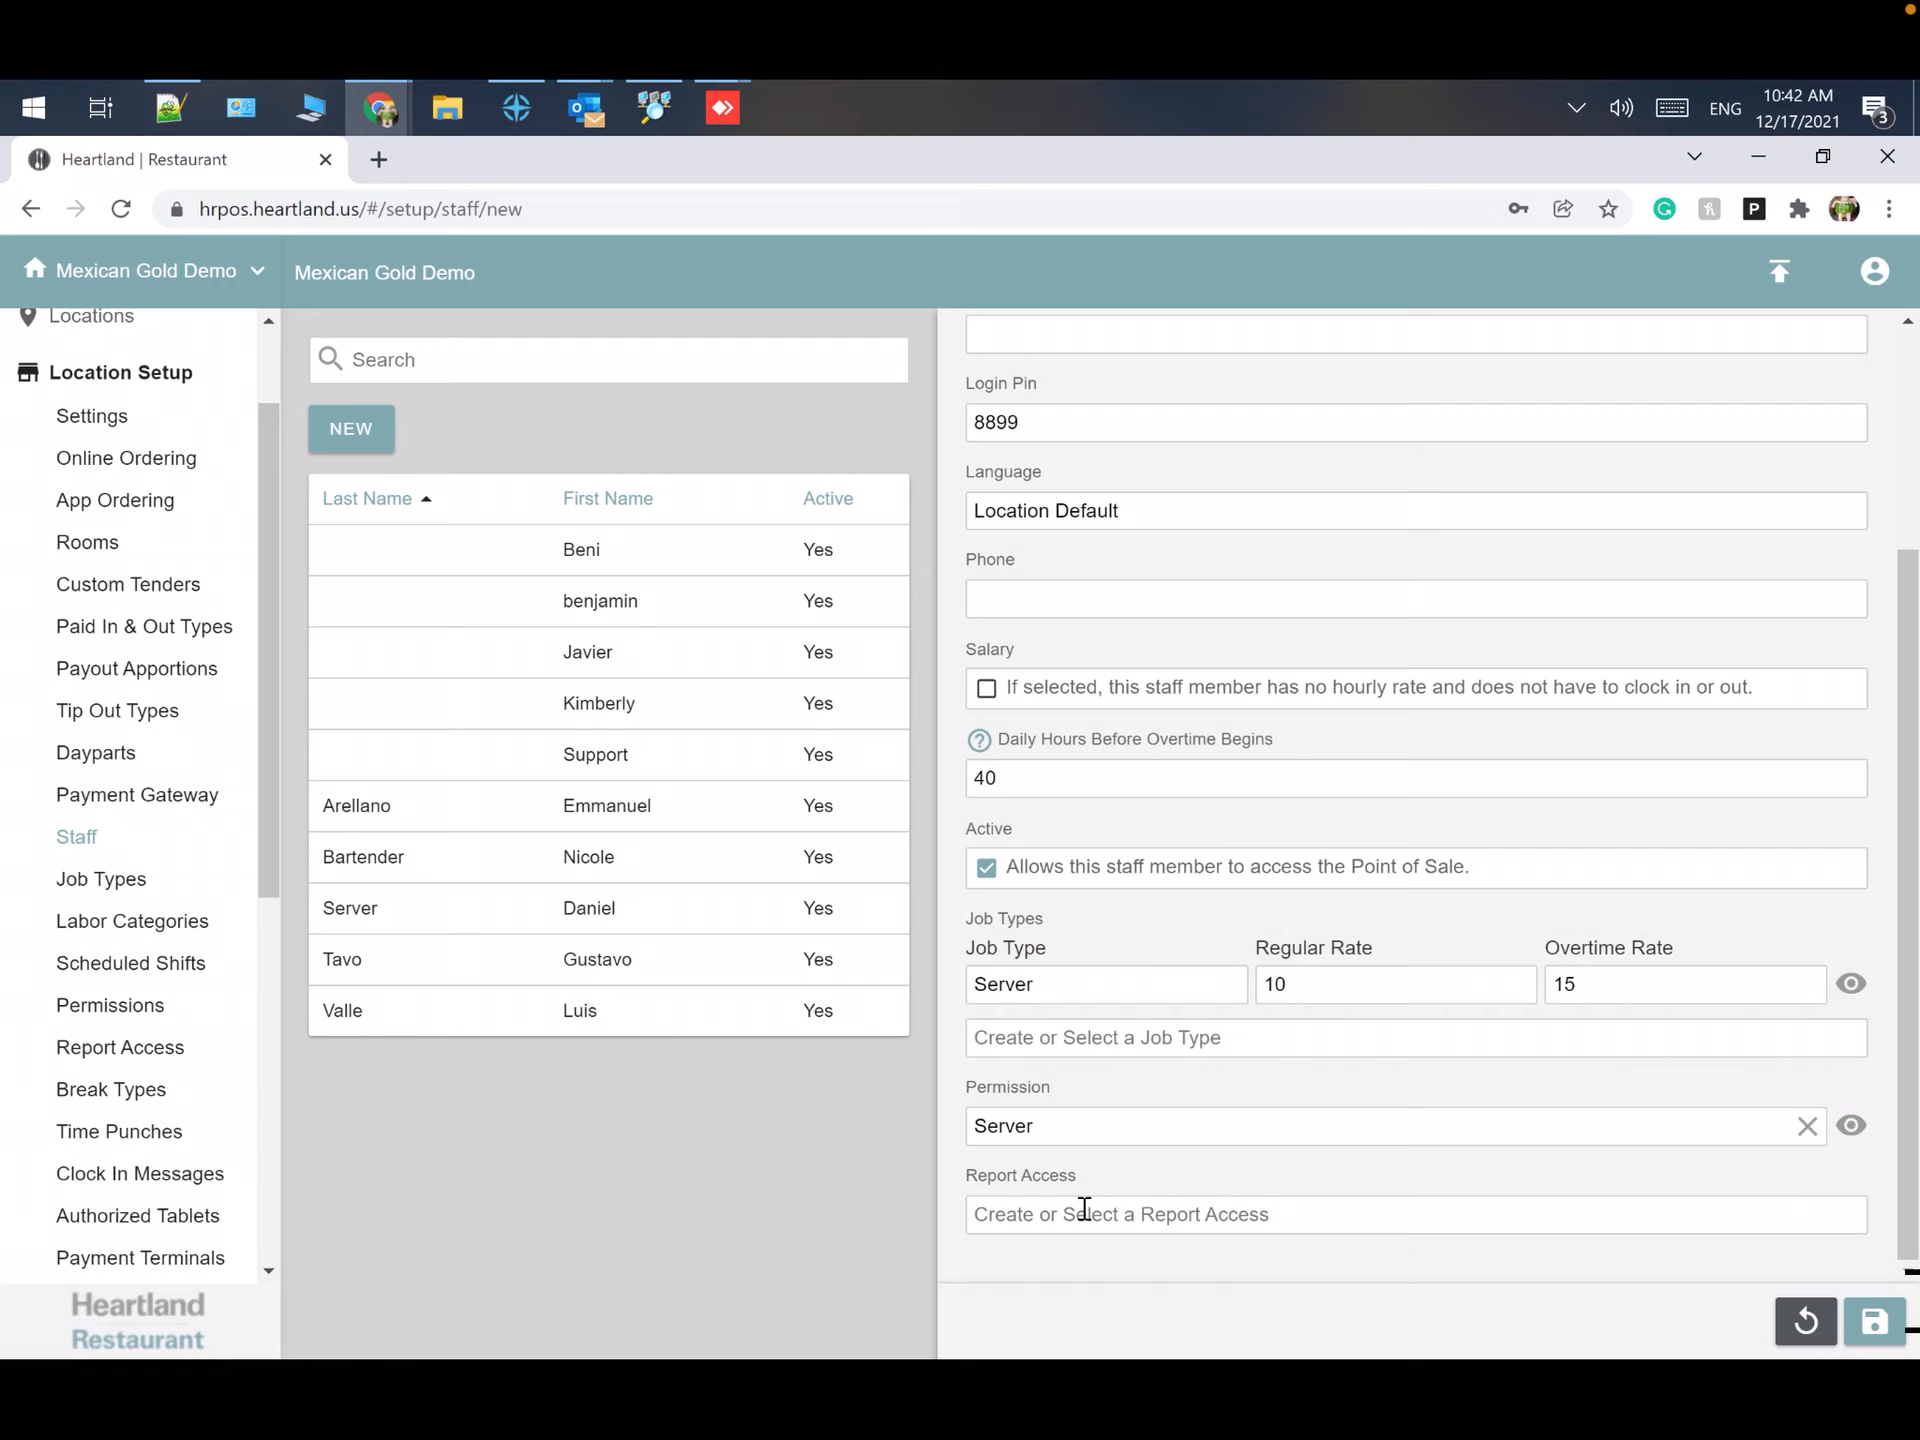 ENG
10:42 AM
12/17/2021
3
Heartland | Restaurant
hrpos.heartland.us/#/setup/staff/new
P
Mexican Gold Demo
Mexican Gold Demo
Locations
Location Setup
Settings
Online Ordering
App Ordering
Rooms
Custom Tenders
Paid In & Out Types
Payout Apportions
Tip Out Types
Dayparts
Payment Gateway
Staff
Job Types
Labor Categories
Scheduled Shifts
Permissions
Report Access
Break Types
Time Punches
Clock In Messages
Authorized Tablets
Payment Terminals
Heartland
Restaurant
Search
NEW
Last Name First Name Active
Beni Yes
benjamin Yes
Javier Yes
Kimberly Yes
Support Yes
Arellano Emmanuel Yes
Bartender Nicole Yes
Server Daniel Yes
Tavo Gustavo Yes
Valle Luis Yes
Login Pin
8899
Language
Location Default
Phone
Salary
If selected, this staff member has no hourly rate and does not have to clock in or out.
? Daily Hours Before Overtime Begins
40
Active
Allows this staff member to access the Point of Sale.
Job Types
Job Type Regular Rate Overtime Rate
Server 10 15
Create or Select a Job Type
Permission
Server
Report Access
Create or Select a Report Access